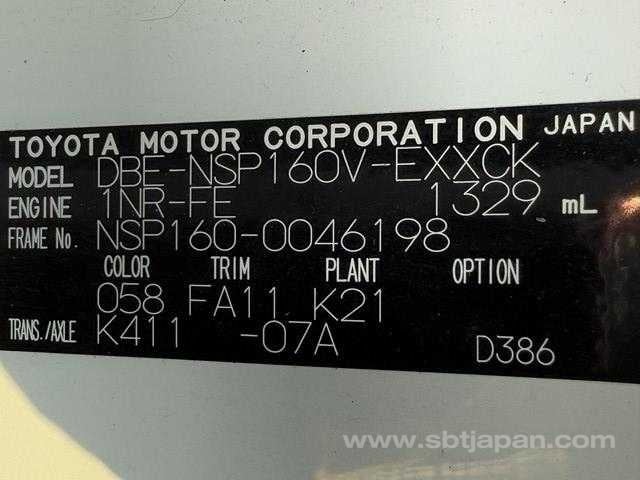 TOYOTA MOTOR CORPORATION JAPAN
MODEL DBE-NSP160V-EXXCK
ENGINE 1NR-FE 1329 mL
FRAME No. NSP160-0046198
COLOR TRIM PLANT OPTION
058 FA11 K21
TRANS./AXLE K411 -07A D386
www.sbtjapan.com